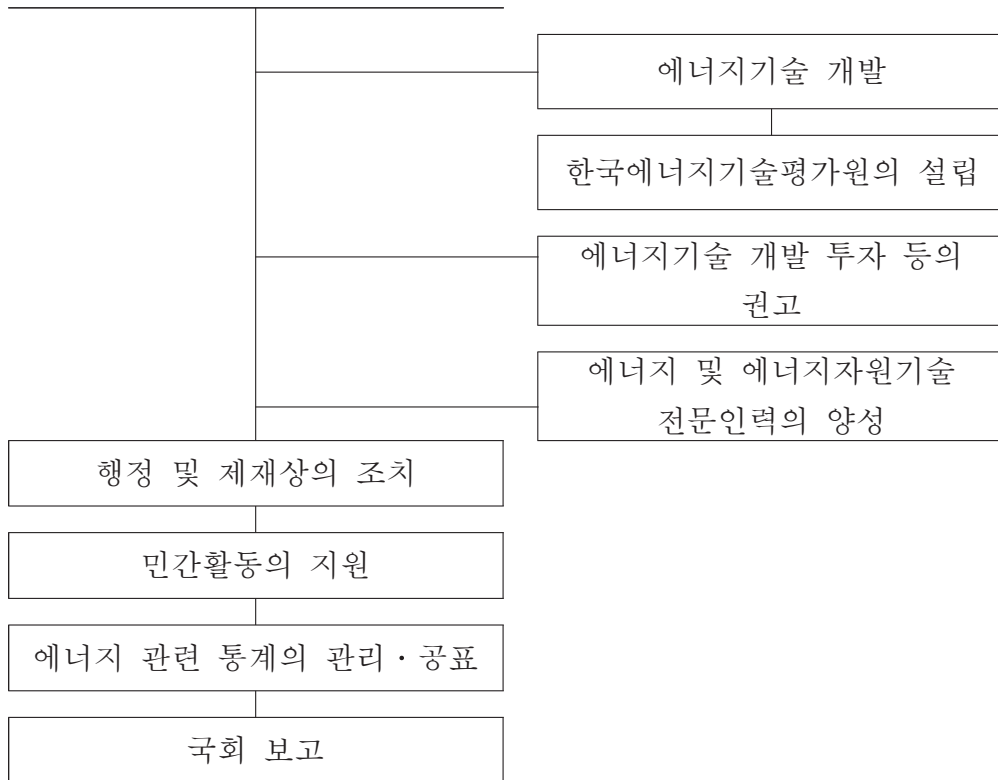 에너지기술 개발
한국에너지기술평가원의 설립
에너지기술 개발 투자 등의
권고
에너지 및 에너지자원기술
전문인력의 양성
행정 및 제재상의 조치
민간활동의 지원
에너지 관련 통계의 관리·공표
국회 보고